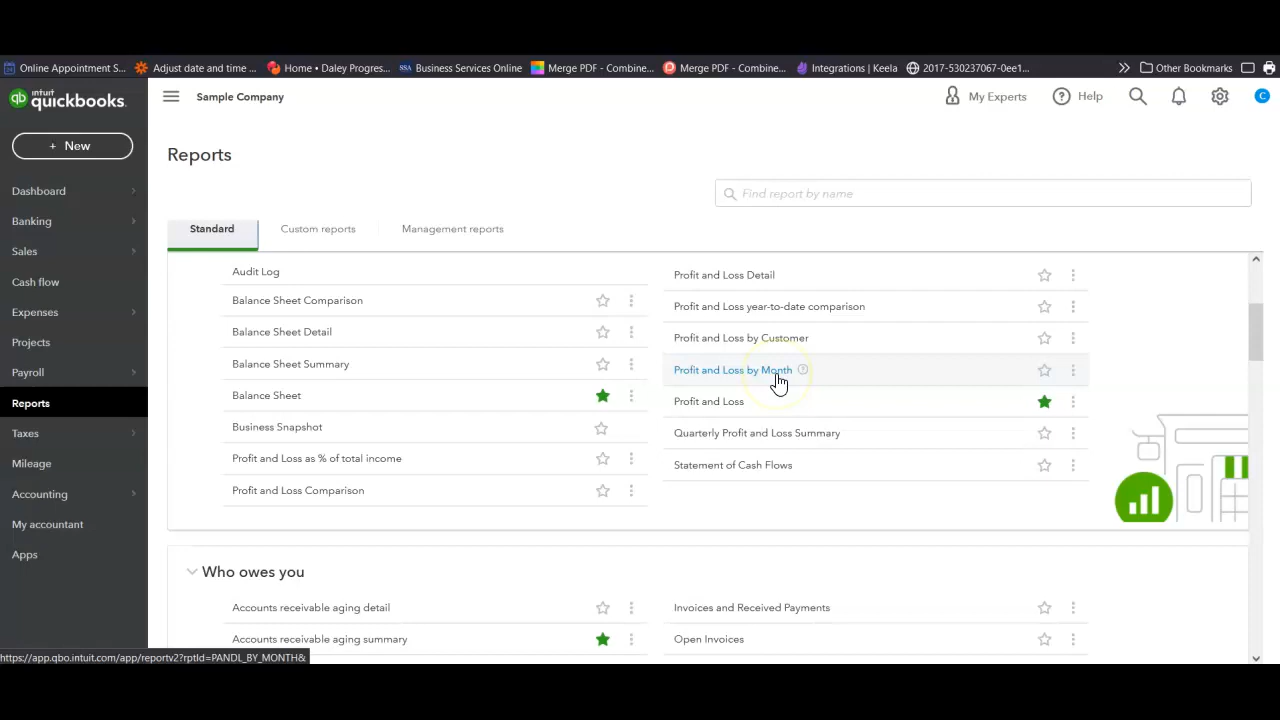 Online Appointment S...
Adjust date and time ...
Home • Daley Progres...
SSA Business Services Online
Merge PDF - Combine...
Merge PDF - Combine...
Integrations | Keela
2017-530237067-0ee1...
Other Bookmarks
intuit
quickbooks.
Sample Company
My Experts
Help
C
+ New
Reports
Find report by name
Dashboard
Banking
Sales
Cash flow
Expenses
Projects
Payroll
Reports
Taxes
Mileage
Accounting
My accountant
Apps
Standard
Custom reports
Management reports
Audit Log
Balance Sheet Comparison
Balance Sheet Detail
Balance Sheet Summary
Balance Sheet
Business Snapshot
Profit and Loss as % of total income
Profit and Loss Comparison
Profit and Loss Detail
Profit and Loss year-to-date comparison
Profit and Loss by Customer
Profit and Loss by Month
Profit and Loss
Quarterly Profit and Loss Summary
Statement of Cash Flows
Who owes you
Accounts receivable aging detail
Accounts receivable aging summary
Invoices and Received Payments
Open Invoices
https://app.qbo.intuit.com/app/reportv2?rptId=PANDL_BY_MONTH&